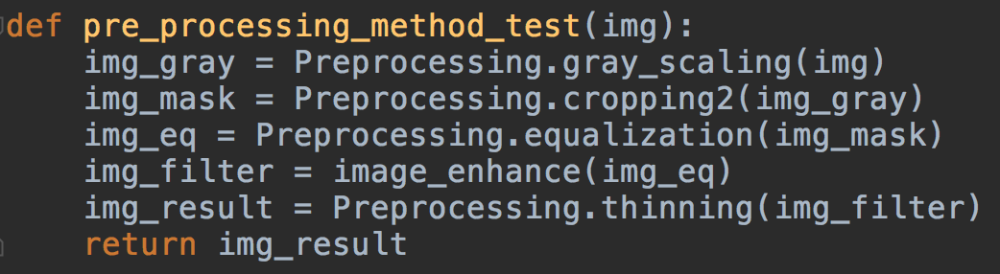 def pre_processing_method_test(img):
    img_gray = Preprocessing.gray_scaling(img)
    img_mask = Preprocessing.cropping2(img_gray)
    img_eq = Preprocessing.equalization(img_mask)
    img_filter = image_enhance(img_eq)
    img_result = Preprocessing.thinning(img_filter)
    return img_result